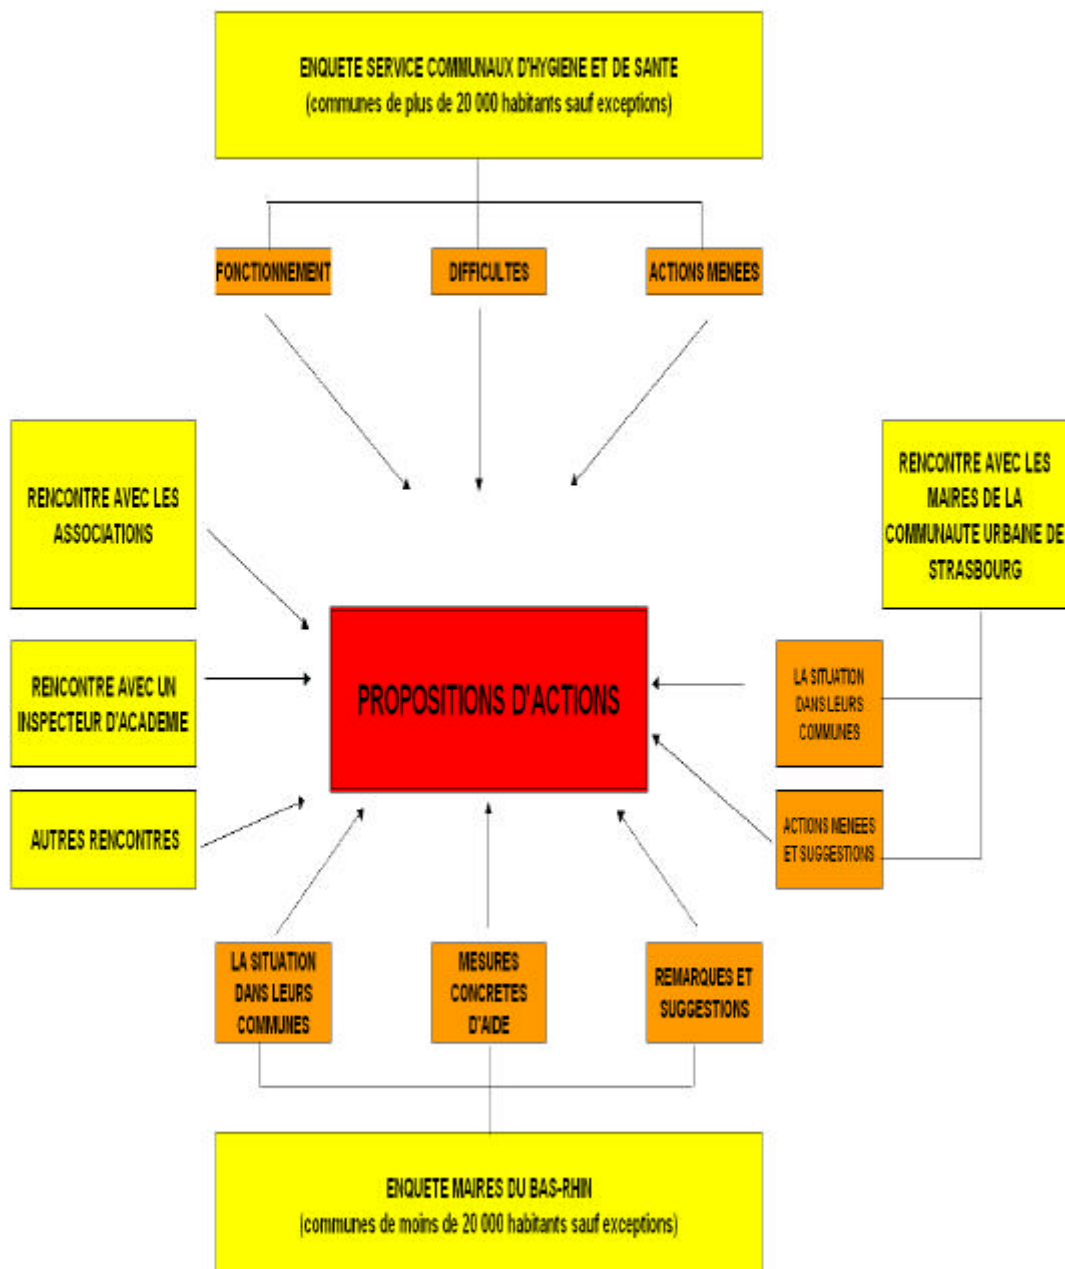 ENQUETE SERVICE COMMUNAUX D'HYGIENE ET DE SANTE
(communes de plus de 20 000 habitants sauf exceptions)
FONCTIONNEMENT
DIFFICULTES
ACTIONS MENEES
RENCONTRE AVEC LES
ASSOCIATIONS
RENCONTRE AVEC LES
MAIRES DE LA
COMMUNAUTE URBAINE DE
STRASBOURG
RENCONTRE AVEC UN
INSPECTEUR D'ACADEMIE
PROPOSITIONS D'ACTIONS
LA SITUATION
DANS LEURS
COMMUNES
AUTRES RENCONTRES
ACTIONS MENEES
ET SUGGESTIONS
LA SITUATION
DANS LEURS
COMMUNES
MESURES
CONCRETES
D'AIDE
REMARQUES ET
SUGGESTIONS
ENQUETE MAIRES DU BAS-RHIN
(communes de moins de 20 000 habitants sauf exceptions)